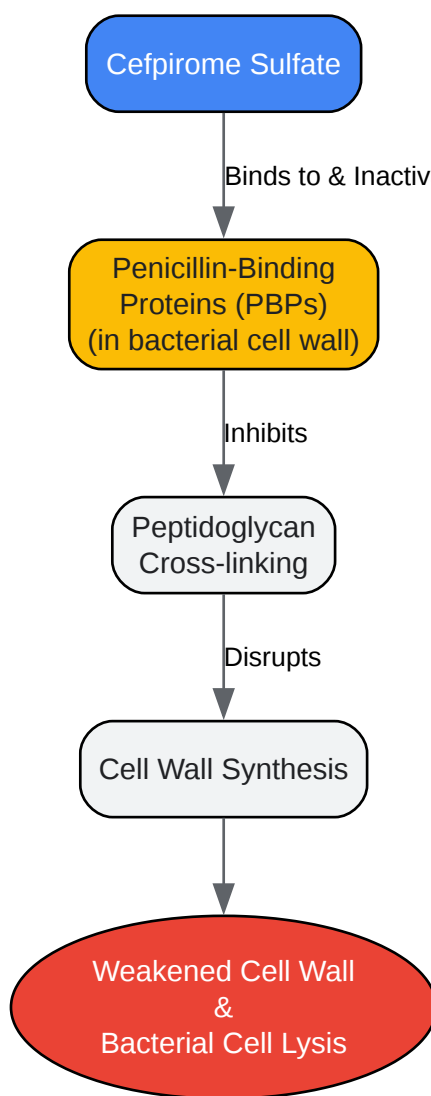 Cefpirome Sulfate
Binds to & Inactiv
Penicillin-Binding
Proteins (PBPs)
(in bacterial cell wall)
Inhibits
Peptidoglycan
Cross-linking
Disrupts
Cell Wall Synthesis
Weakened Cell Wall
&
Bacterial Cell Lysis